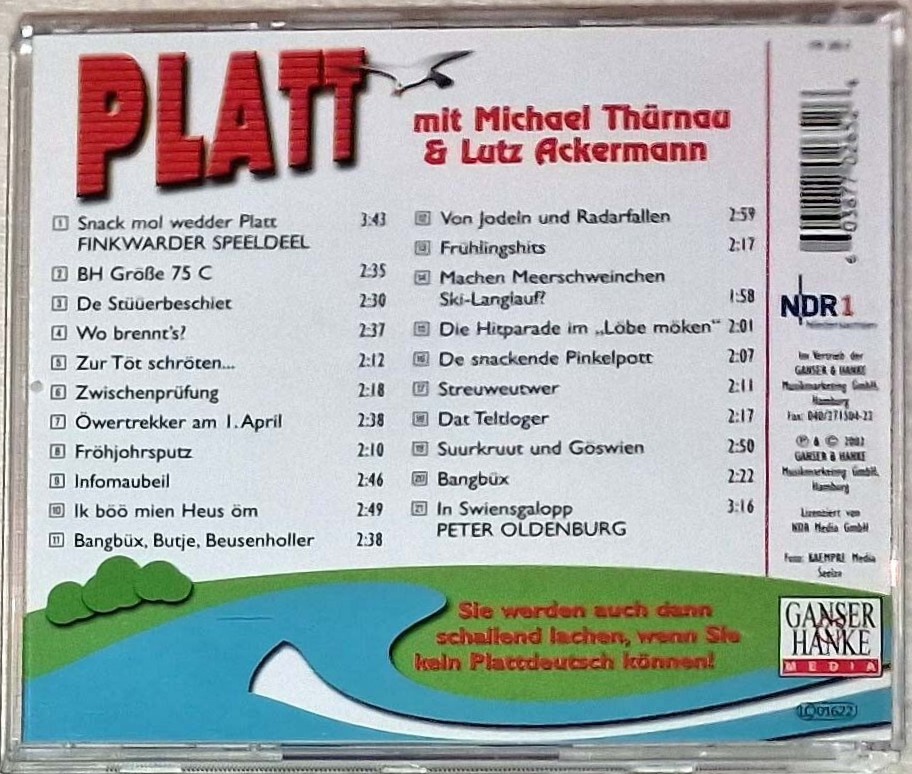 PLATT
mit Michael Thürnau
& Lutz Ackermann
1 Snack mol wedder Platt 3:43
FINKWARDER SPEELDEEL
2 BH Größe 75 C 2:35
3 De Stüüerbeschiet 2:30
4 Wo brennt's? 2:37
5 Zur Töt schröten... 2:12
6 Zwischenprüfung 2:18
7 Öwertrekker am 1. April 2:38
8 Fröhjohrsputz 2:10
9 Infomaubeil 2:46
10 Ik böö mien Heus öm 2:49
11 Bangbüx, Butje, Beusenholler 2:38
12 Von Jodeln und Radarfallen 2:59
13 Frühlingshits 2:17
14 Machen Meerschweinchen
Ski-Langlauf? 1:58
15 Die Hitparade im „Löbe möken“ 2:01
16 De snackende Pinkelpott 2:07
17 Streuweutwer 2:11
18 Dat Teltloger 2:17
19 Suurkruut und Göswien 2:50
20 Bangbüx 2:22
21 In Swiensgalopp 3:16
PETER OLDENBURG
Sie werden auch dann
schallend lachen, wenn Sie
kein Plattdeutsch können!
NDR 1
Niedersachsen
Im Vertrieb der
GANSER & HANKE
Musikmarketing GmbH,
Hamburg
Fax: 040/271504-22
℗ & © 2002
GANSER & HANKE
Musikmarketing GmbH,
Hamburg
Lizenziert von
NDR Media GmbH
Foto: Media
GANSER
&
HANKE
MEDIA
LC 01622